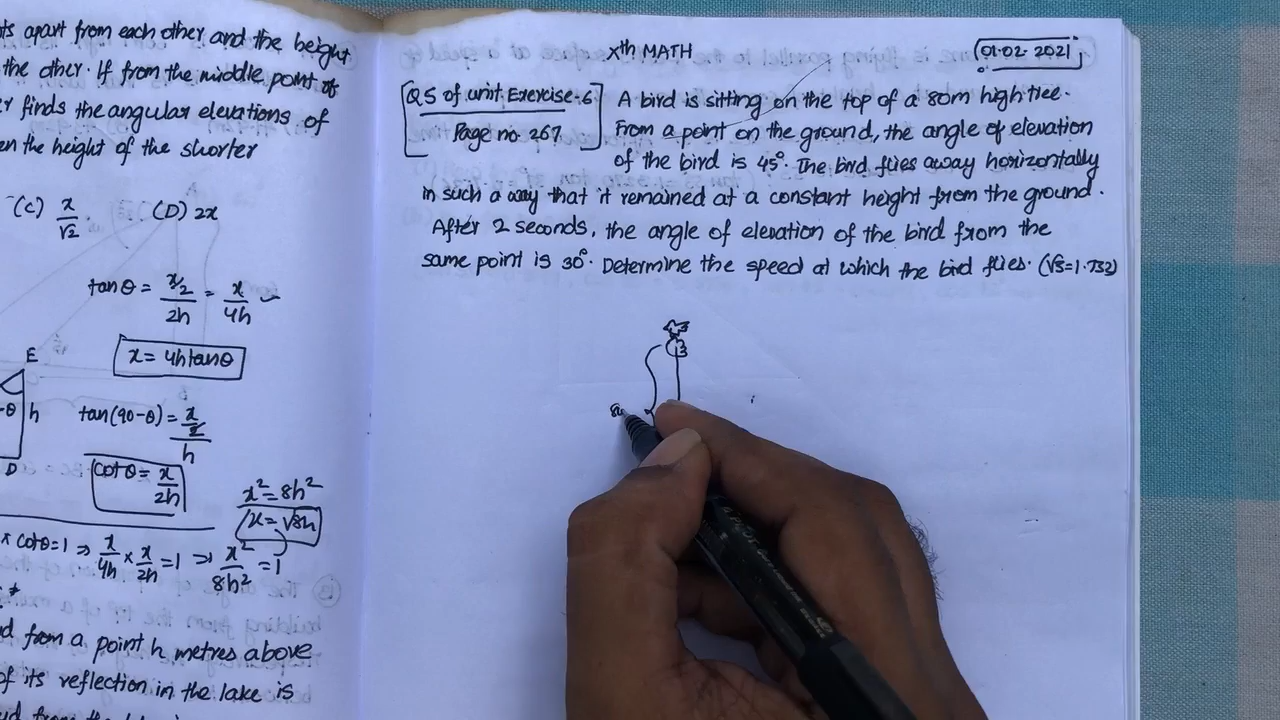 ts apart from each other and the height
the other. If from the middle point of
er finds the angular elevations of
en the height of the shorter
(C) x/√2 (D) 2x
tanθ = x/2 / 2h = x/4h
x = 4htanθ
E
-θ h
D
tan(90-θ) = x/2 / h
cotθ = x/2h
x² = 8h²
x = √8h
x cotθ=1 ⇒ x/4h × x/2h = 1 ⇒ x²/8h² = 1
d from a point h metres above
of its reflection in the lake is
Xth MATH
01.02.2021
Q5 of unit Exercise-6
Page no. 267
A bird is sitting on the top of a 80m high tree.
From a point on the ground, the angle of elevation
of the bird is 45°. The bird flies away horizontally
in such a way that it remained at a constant height from the ground.
After 2 seconds, the angle of elevation of the bird from the
same point is 30°. Determine the speed at which the bird flies. (√3=1.732)